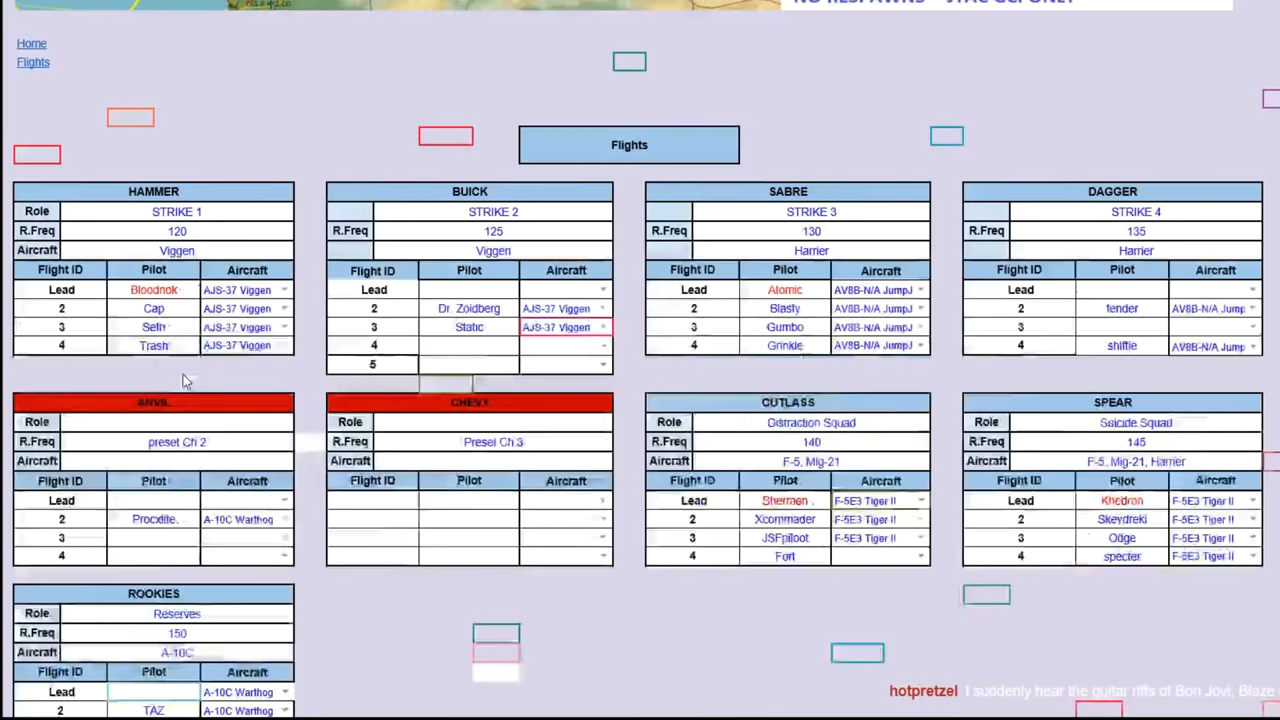 NO RESPAWNS - JTAC GCI ONLY
Home
Flights
Flights
HAMMER
Role STRIKE 1
R.Freq 120
Aircraft Viggen
Flight ID Pilot Aircraft
Lead Bloodnok AJS-37 Viggen
2 Cap AJS-37 Viggen
3 Seth AJS-37 Viggen
4 Trash AJS-37 Viggen
BUICK
STRIKE 2
R.Freq 125
Viggen
Flight ID Pilot Aircraft
Lead
2 Dr. Zoidberg AJS-37 Viggen
3 Static AJS-37 Viggen
4
5
SABRE
STRIKE 3
R.Freq 130
Harrier
Flight ID Pilot Aircraft
Lead Atomic AV8B-N/A JumpJ
2 Blasty AV8B-N/A JumpJ
3 Gumbo AV8B-N/A JumpJ
4 Grinkie AV8B-N/A JumpJ
DAGGER
STRIKE 4
R.Freq 135
Harrier
Flight ID Pilot Aircraft
Lead
2 fender AV8B-N/A Jump
3
4 shiftie AV8B-N/A Jump
ANVIL
Role
R.Freq preset Ch 2
Aircraft
Flight ID Pilot Aircraft
Lead
2 A-10C Warthog
3
4
CHEVY
Role
R.Freq Preset Ch 3
Aircraft
Flight ID Pilot Aircraft
CUTLASS
Role Distraction Squad
R.Freq 140
Aircraft F-5, Mig-21
Flight ID Pilot Aircraft
Lead F-5E3 Tiger II
2 Xcommader F-5E3 Tiger II
3 JSFpiloot F-5E3 Tiger II
4 Fort
SPEAR
Role Suicide Squad
R.Freq 145
Aircraft F-5, Mig-21, Harrier
Flight ID Pilot Aircraft
Lead Khedron F-5E3 Tiger II
2 Skeydreki F-5E3 Tiger II
3 Odge F-5E3 Tiger II
4 specter F-5E3 Tiger II
ROOKIES
Role Reserves
R.Freq 150
Aircraft A-10C
Flight ID Pilot Aircraft
Lead A-10C Warthog
2 TAZ A-10C Warthog
hotpretzel I suddenly hear the guitar riffs of Bon Jovi, Blaze